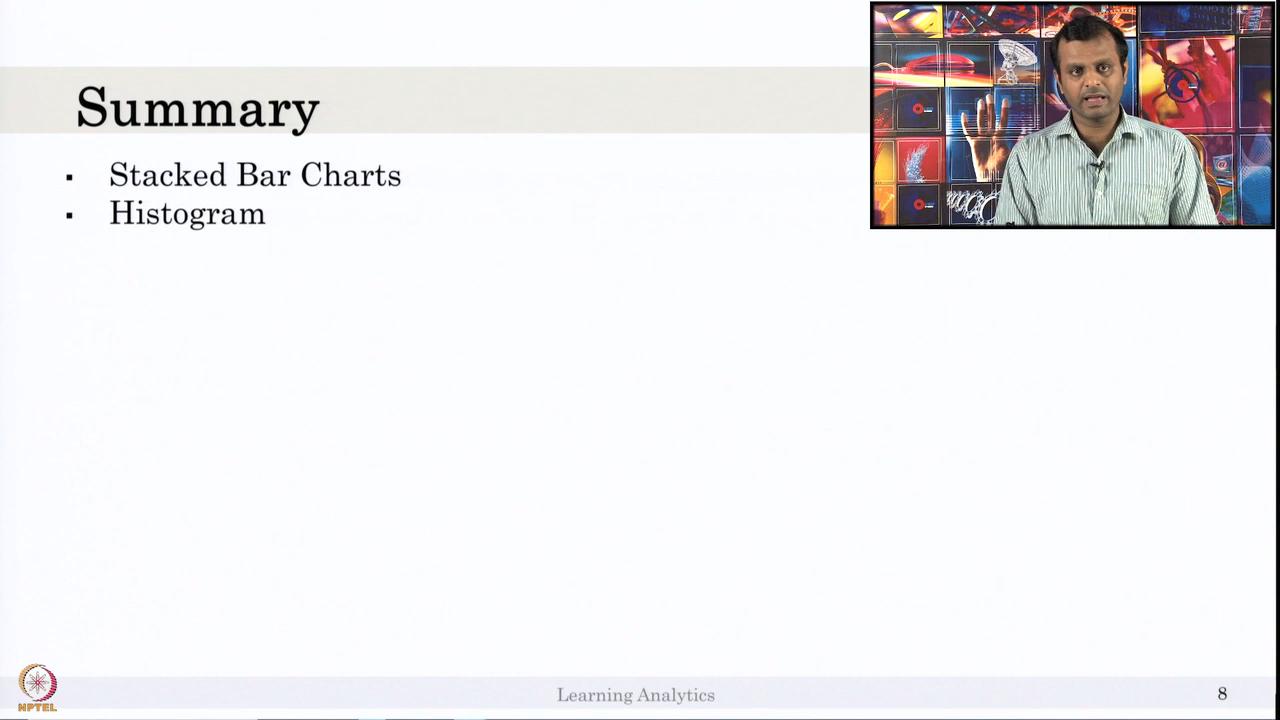 Summary
▪ Stacked Bar Charts
▪ Histogram
NPTEL
Learning Analytics
8